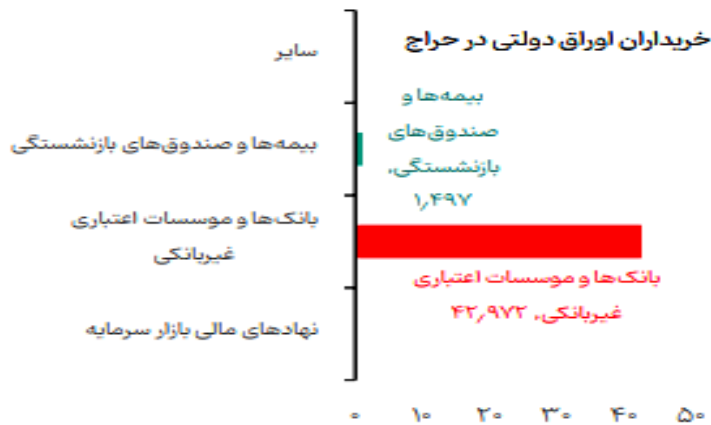 خریداران اوراق دولتی در حراج
سایر
بیمه‌ها و صندوق‌های بازنشستگی
بانک‌ها و موسسات اعتباری
غیربانکی
نهادهای مالی بازار سرمایه
بیمه‌ها و
صندوق‌های
بازنشستگی,
۱٫۴۹۷
بانک‌ها و موسسات اعتباری
غیربانکی, ۴۲٫۹۷۲
۰ ۱۰ ۲۰ ۳۰ ۴۰ ۵۰